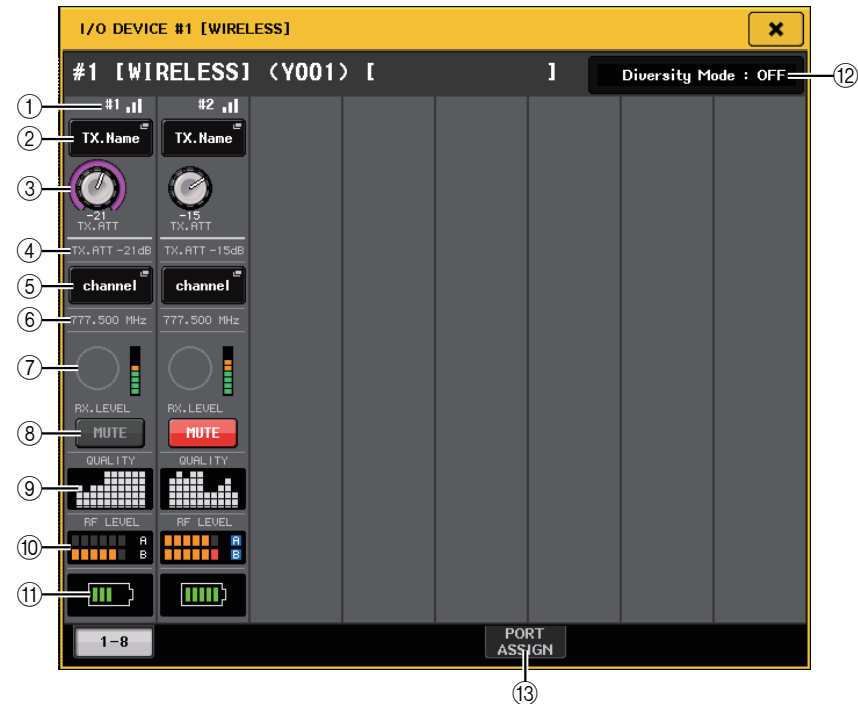 I/O DEVICE #1 [WIRELESS]
#1 [WIRELESS] (Y001) [ ] Diversity Mode : OFF ⑫
① #1 #2
② TX.Name TX.Name
③ -21 -15
TX.ATT TX.ATT
④ TX.ATT -21dB TX.ATT -15dB
⑤ channel channel
⑥ 777.500 MHz 777.500 MHz
⑦
RX.LEVEL RX.LEVEL
⑧ MUTE MUTE
QUALITY QUALITY
⑨
RF LEVEL RF LEVEL
A A
⑩ B B
⑪
1-8 PORT
ASSIGN
⑬